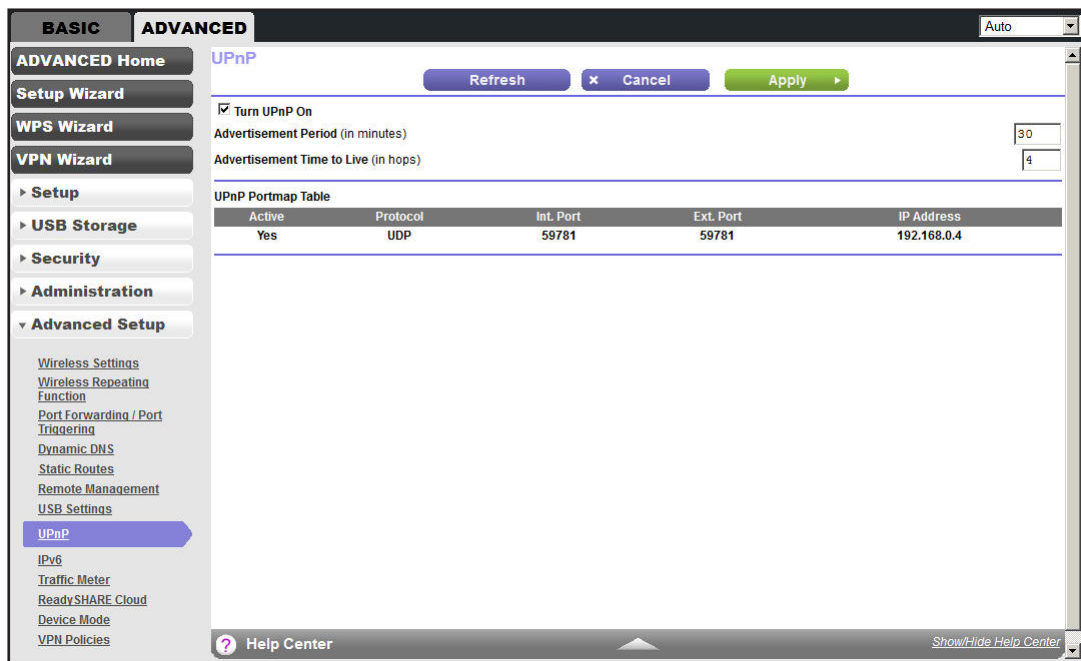 BASIC
ADVANCED
Auto
ADVANCED Home
Setup Wizard
WPS Wizard
VPN Wizard
Setup
USB Storage
Security
Administration
Advanced Setup
Wireless Settings
Wireless Repeating
Function
Port Forwarding / Port
Triggering
Dynamic DNS
Static Routes
Remote Management
USB Settings
UPnP
IPv6
Traffic Meter
ReadySHARE Cloud
Device Mode
VPN Policies
UPnP
Refresh
Cancel
Apply
Turn UPnP On
Advertisement Period (in minutes) 30
Advertisement Time to Live (in hops) 4
UPnP Portmap Table
Active Protocol Int. Port Ext. Port IP Address
Yes UDP 59781 59781 192.168.0.4
? Help Center
Show/Hide Help Center